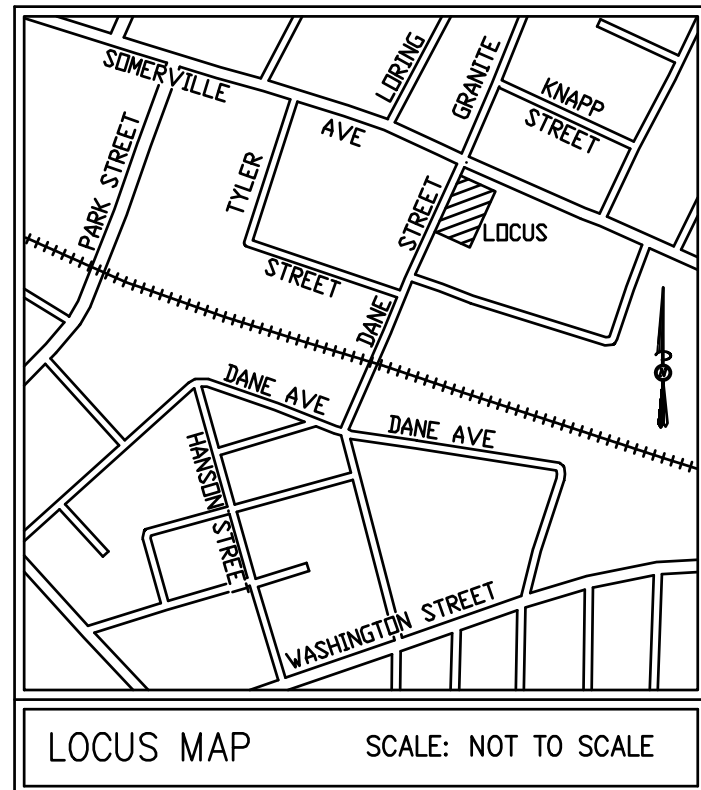 SOMERVILLE
AVE
LORING
GRANITE
KNAPP
STREET
PARK STREET
TYLER
STREET
STREET
DANE
LOCUS
N
DANE AVE
DANE AVE
HANSON STREET
WASHINGTON STREET
LOCUS MAP SCALE: NOT TO SCALE